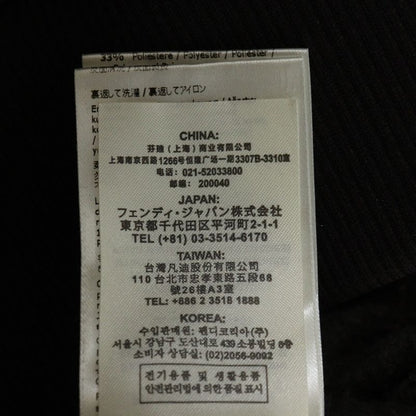 33% Poliestere / Polyester / Polyester /
裏返して洗濯 / 裏返してアイロン
CHINA:
芬迪（上海）商业有限公司
上海南京西路1266号恒隆广场一期3307B-3310室
电话: 021-52033800
邮编: 200040
JAPAN:
フェンディ・ジャパン株式会社
東京都千代田区平河町2-1-1
TEL (+81) 03-3514-6170
TAIWAN:
台灣凡迪股份有限公司
110 台北市忠孝東路五段68
號26樓A3室
TEL: +886 2 3518 1888
KOREA:
수입판매원: 펜디코리아(주)
서울시 강남구 도산대로 439 소봉빌딩 6층
소비자 상담실: (02)2056-9092
전기용품 및 생활용품
안전관리법에 의한 품질 표시